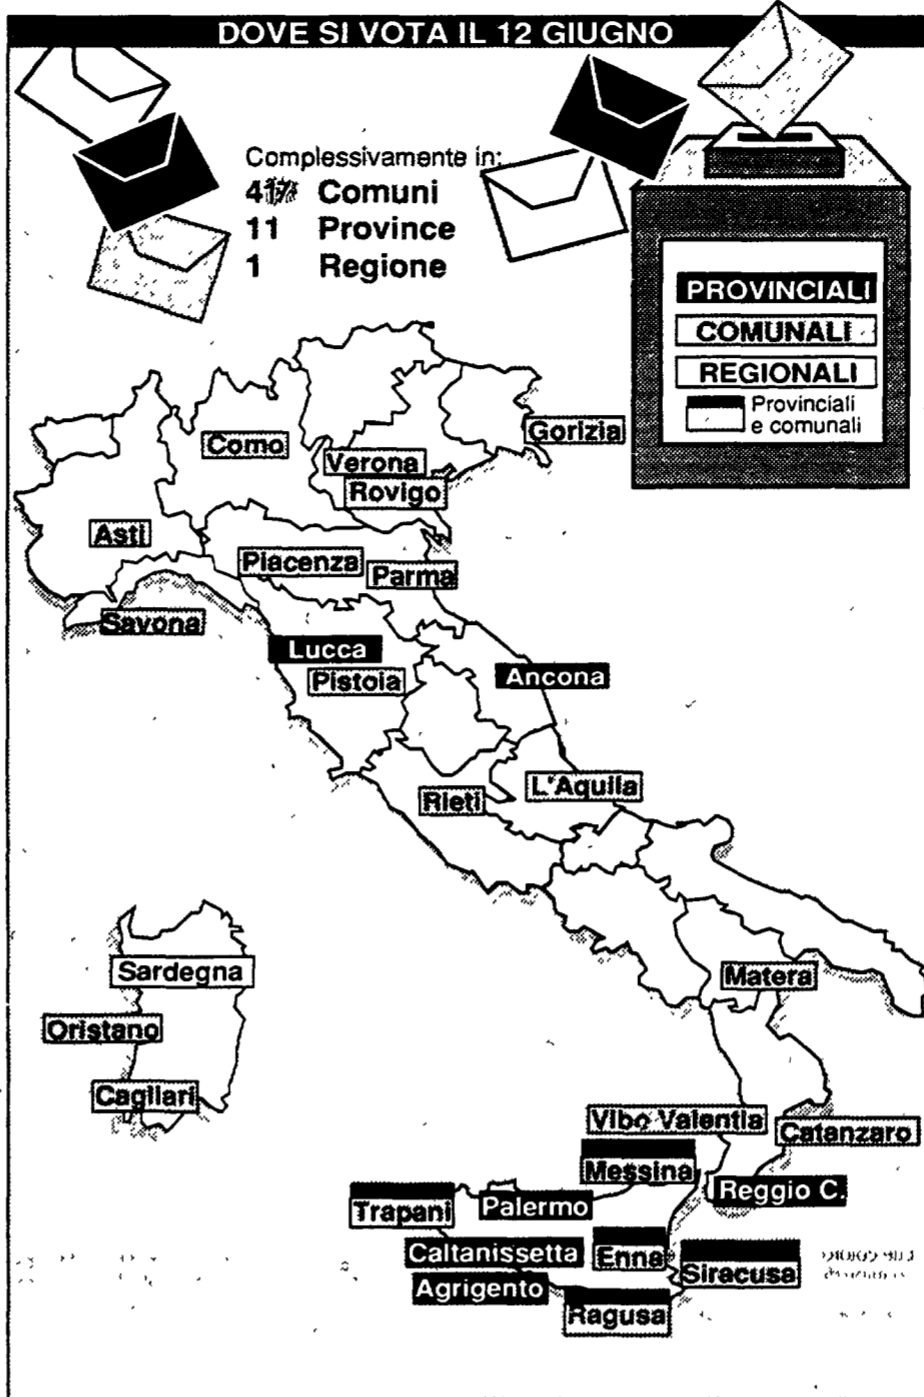 DOVE SI VOTA IL 12 GIUGNO
Complessivamente in:
Comuni
11 Province
1 Regione
PROVINCIALI
COMUNALI
REGIONALI
Provinciali
e comunali
Como
Gorizia
Verona
Rovigo
Asti
Piacenza
Parma
Savona
Lucca
Pistoia
Ancona
L'Aquila
Rieti
Sardegna
Matera
Oristano
Cagliari
Vibo Valentia
Catanzaro
Messina
Reggio C.
Trapani
Palermo
Caltanissetta
Enna
Siracusa
Agrigento
Ragusa